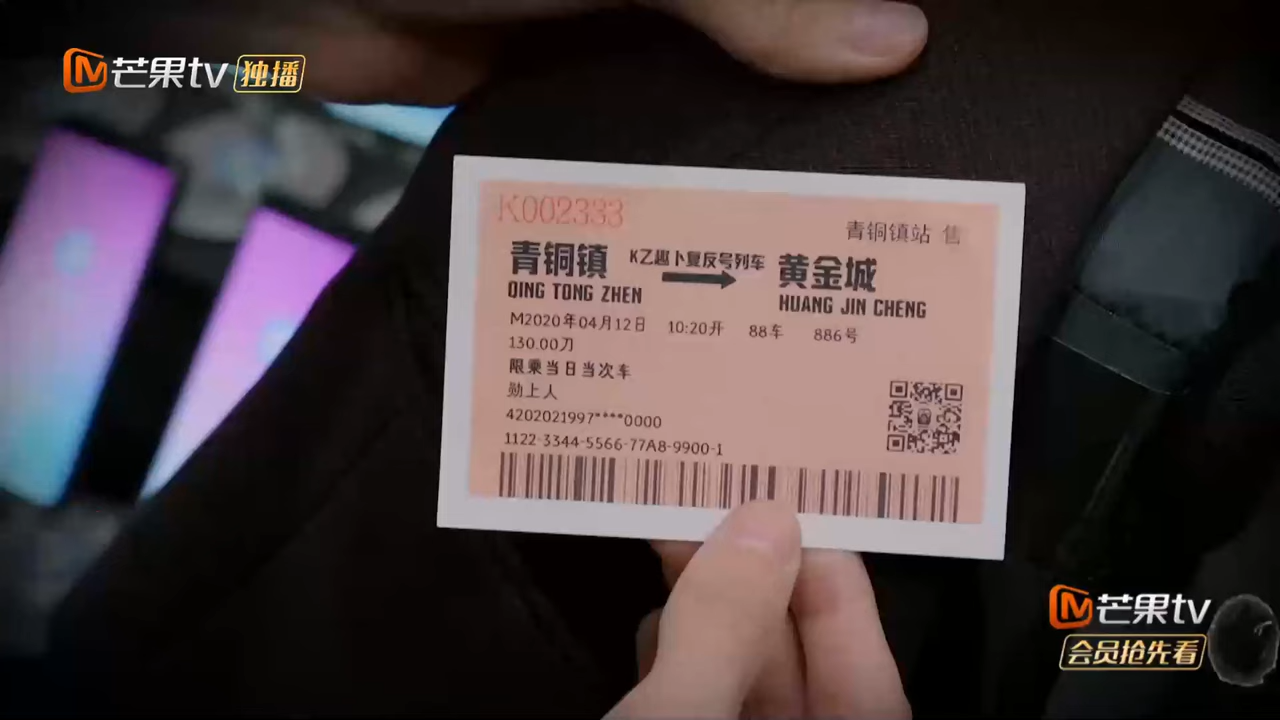 芒果tv 独播
K002333
青铜镇站 售
青铜镇 K乙趣卜复反号列车 黄金城
QING TONG ZHEN HUANG JIN CHENG
M2020年04月12日 10:20开 88车 886号
130.00刀
限乘当日当次车
勋上人
4202021997****0000
1122-3344-5566-77A8-9900-1
芒果tv
会员抢先看